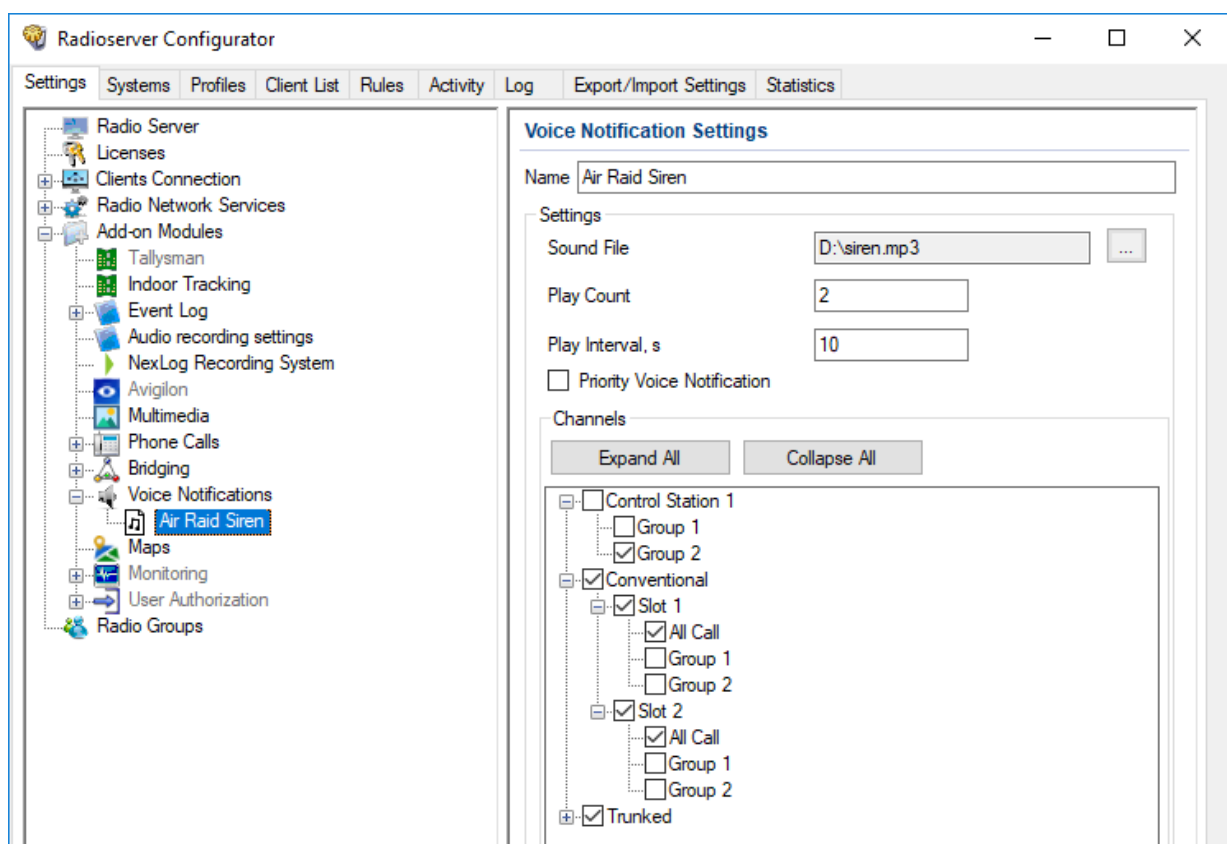 Radioserver Configurator
Settings Systems Profiles Client List Rules Activity Log Export/Import Settings Statistics
Radio Server
Licenses
Clients Connection
Radio Network Services
Add-on Modules
Tallysman
Indoor Tracking
Event Log
Audio recording settings
NexLog Recording System
Avigilon
Multimedia
Phone Calls
Bridging
Voice Notifications
Air Raid Siren
Maps
Monitoring
User Authorization
Radio Groups
Voice Notification Settings
Name Air Raid Siren
Settings
Sound File D:\siren.mp3 ...
Play Count 2
Play Interval, s 10
Priority Voice Notification
Channels
Expand All Collapse All
Control Station 1
Group 1
Group 2
Conventional
Slot 1
All Call
Group 1
Group 2
Slot 2
All Call
Group 1
Group 2
Trunked